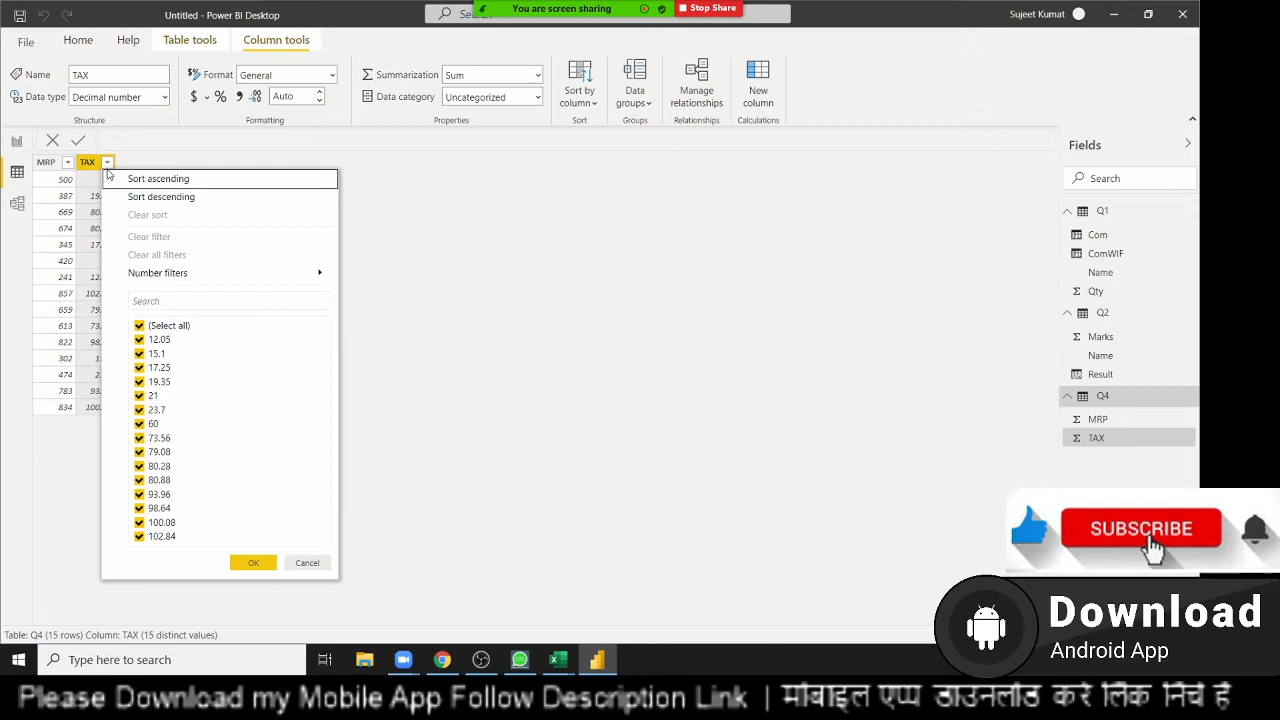 Untitled - Power BI Desktop
You are screen sharing
Stop Share
Sujeet Kumat
File
Home
Help
Table tools
Column tools
Name
TAX
Format
General
Summarization
Sum
Data type
Decimal number
$
%
Auto
Data category
Uncategorized
Sort by
column
Data
groups
Manage
relationships
New
column
Structure
Formatting
Properties
Sort
Groups
Relationships
Calculations
MRP
TAX
500
387
669
674
345
420
241
857
659
613
822
302
474
783
834
Sort ascending
Sort descending
Clear sort
Clear filter
Clear all filters
Number filters
Search
(Select all)
12.05
15.1
17.25
19.35
21
23.7
60
73.56
79.08
80.28
80.88
93.96
98.64
100.08
102.84
OK
Cancel
Fields
Search
Q1
Com
ComWIF
Name
Σ Qty
Q2
Σ Marks
Name
Result
Q4
Σ MRP
Σ TAX
SUBSCRIBE
Download
Android App
Table: Q4 (15 rows) Column: TAX (15 distinct values)
Type here to search
Please Download my Mobile App Follow Description Link | मोबाइल एप्प डाउनलोड करे लिंक निचे है